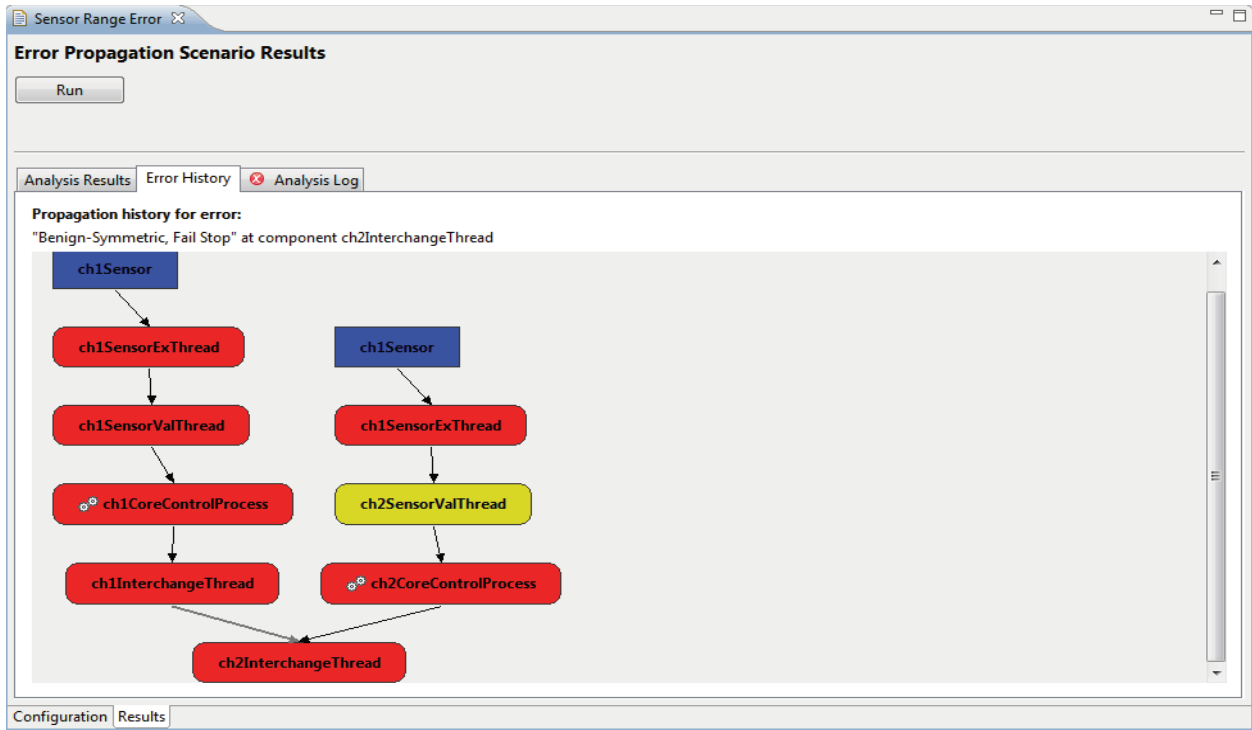 Sensor Range Error
Error Propagation Scenario Results
Run
Analysis Results Error History Analysis Log
Propagation history for error:
"Benign-Symmetric, Fail Stop" at component ch2InterchangeThread
ch1Sensor
ch1SensorExThread ch1Sensor
ch1SensorValThread ch1SensorExThread
ch1CoreControlProcess ch2SensorValThread
ch1InterchangeThread ch2CoreControlProcess
ch2InterchangeThread
Configuration Results